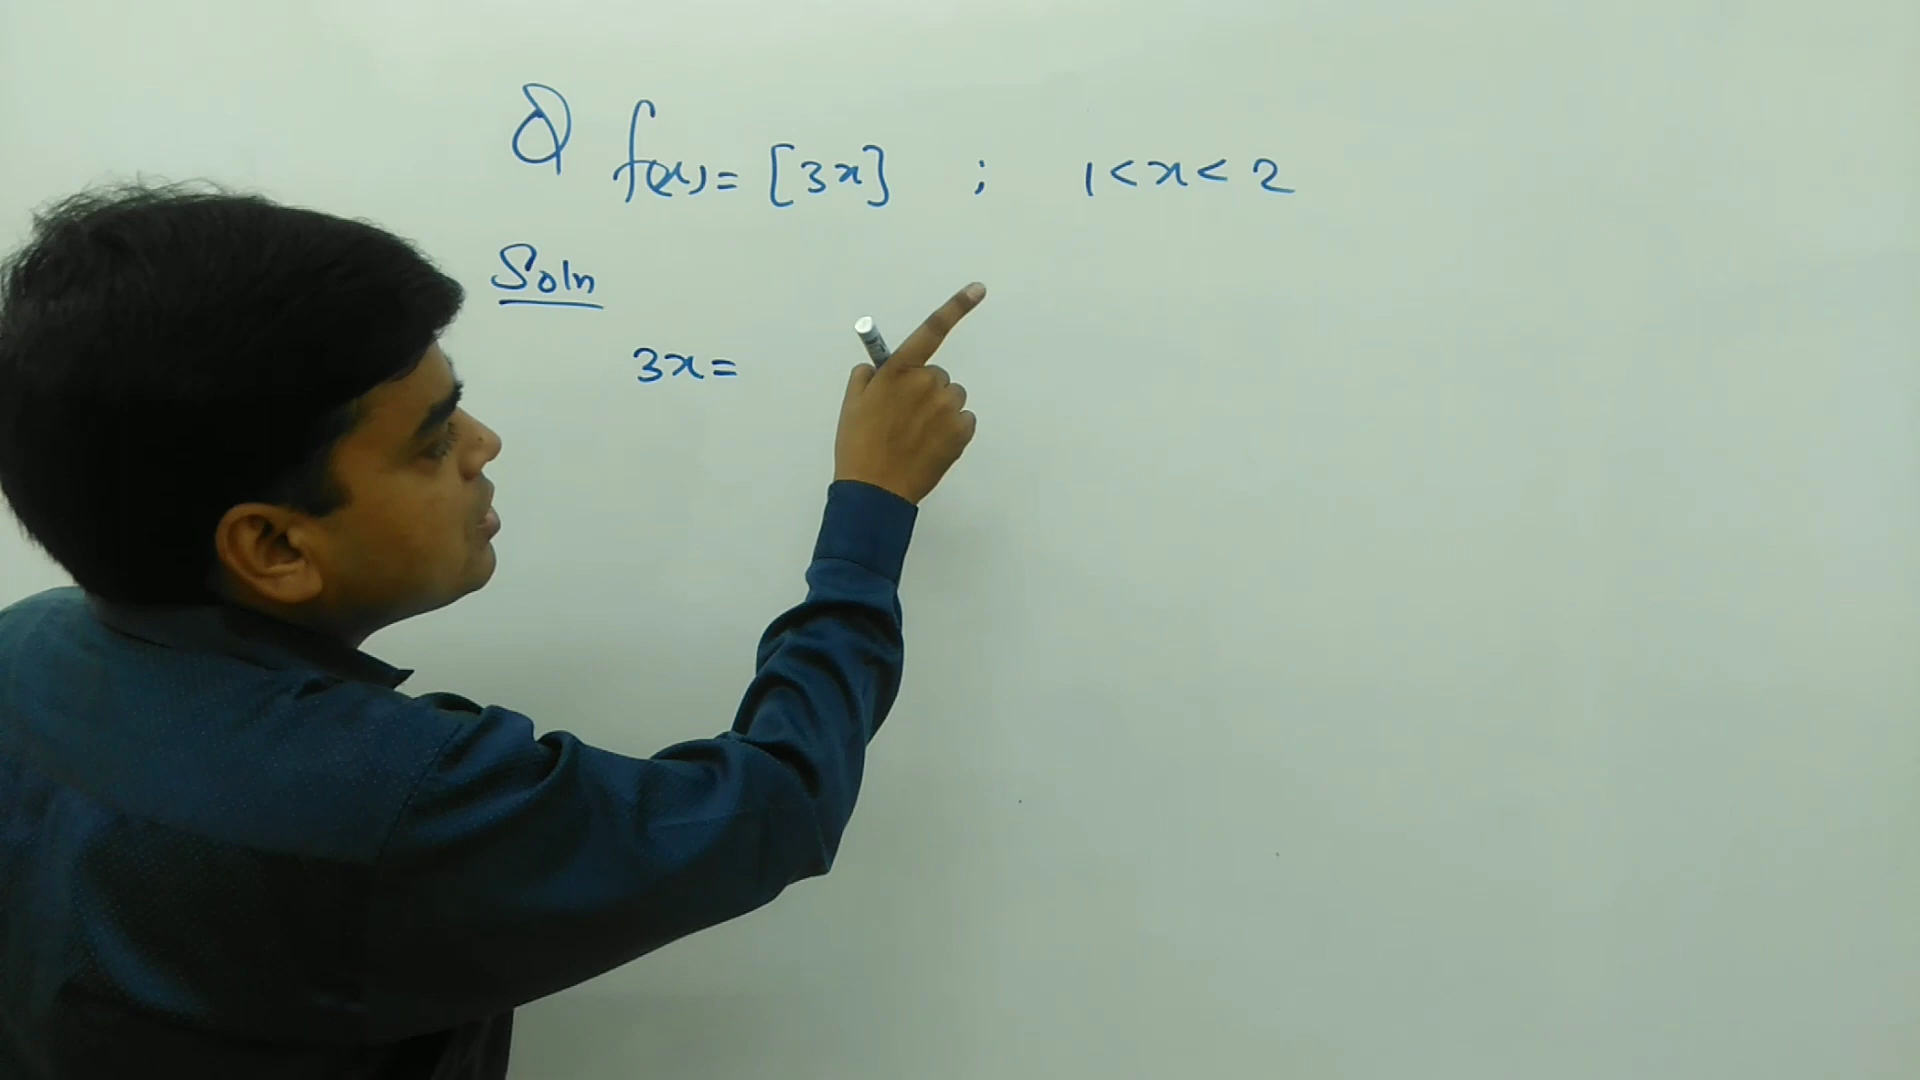 Q f(x) = [3x] ; 1 < x < 2
Soln
3x =